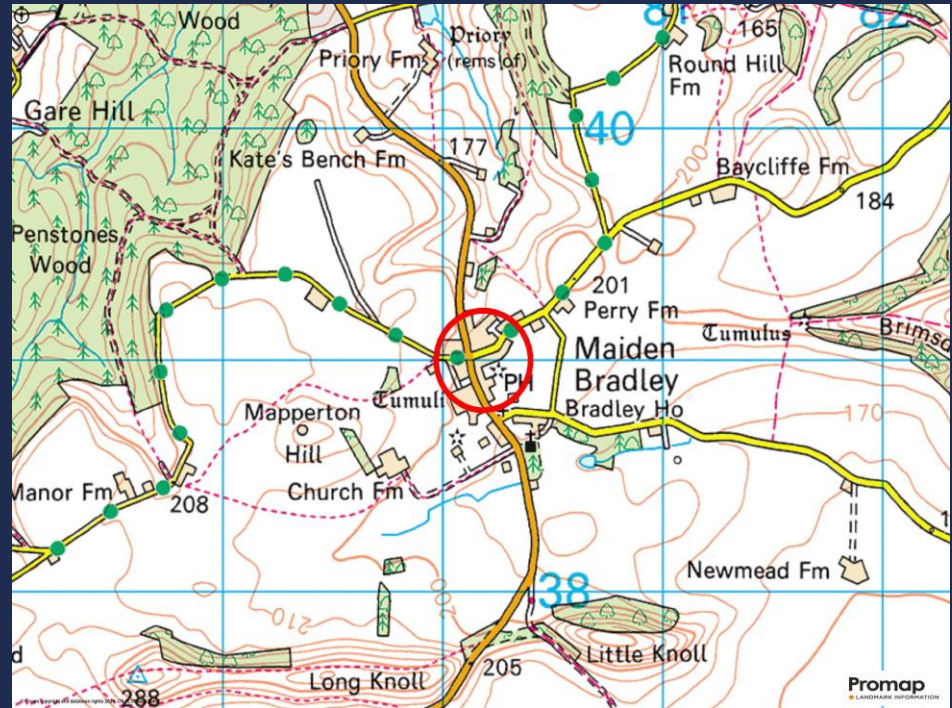 Wood
Priory
(rems of)
Priory Fm
165
82
Round Hill
Fm
Gare Hill
40
177
Kate's Bench Fm
200
Baycliffe Fm
184
Penstones
Wood
201
Perry Fm
Tumulus
Maiden
Bradley
PH
Tumuli
Bradley Ho
170
Mapperton
Hill
Church Fm
Manor Fm
208
Newmead Fm
38
210
200
Little Knoll
205
Long Knoll
288
Promap
LANDMARK INFORMATION